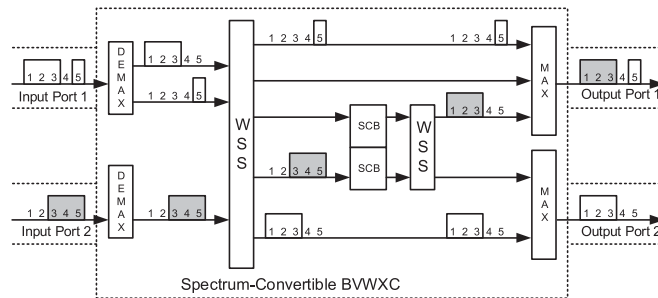 1 2 3 4 5
Input Port 1
DEMAX
1 2 3 4 5
1 2 3 4 5
WSS
1 2 3 4 5
1 2 3 4 5
MAX
1 2 3 4 5
Output Port 1
SCB
SCB
WSS
1 2 3 4 5
1 2 3 4 5
1 2 3 4 5
Input Port 2
DEMAX
1 2 3 4 5
1 2 3 4 5
1 2 3 4 5
MAX
1 2 3 4 5
Output Port 2
Spectrum-Convertible BVWXC